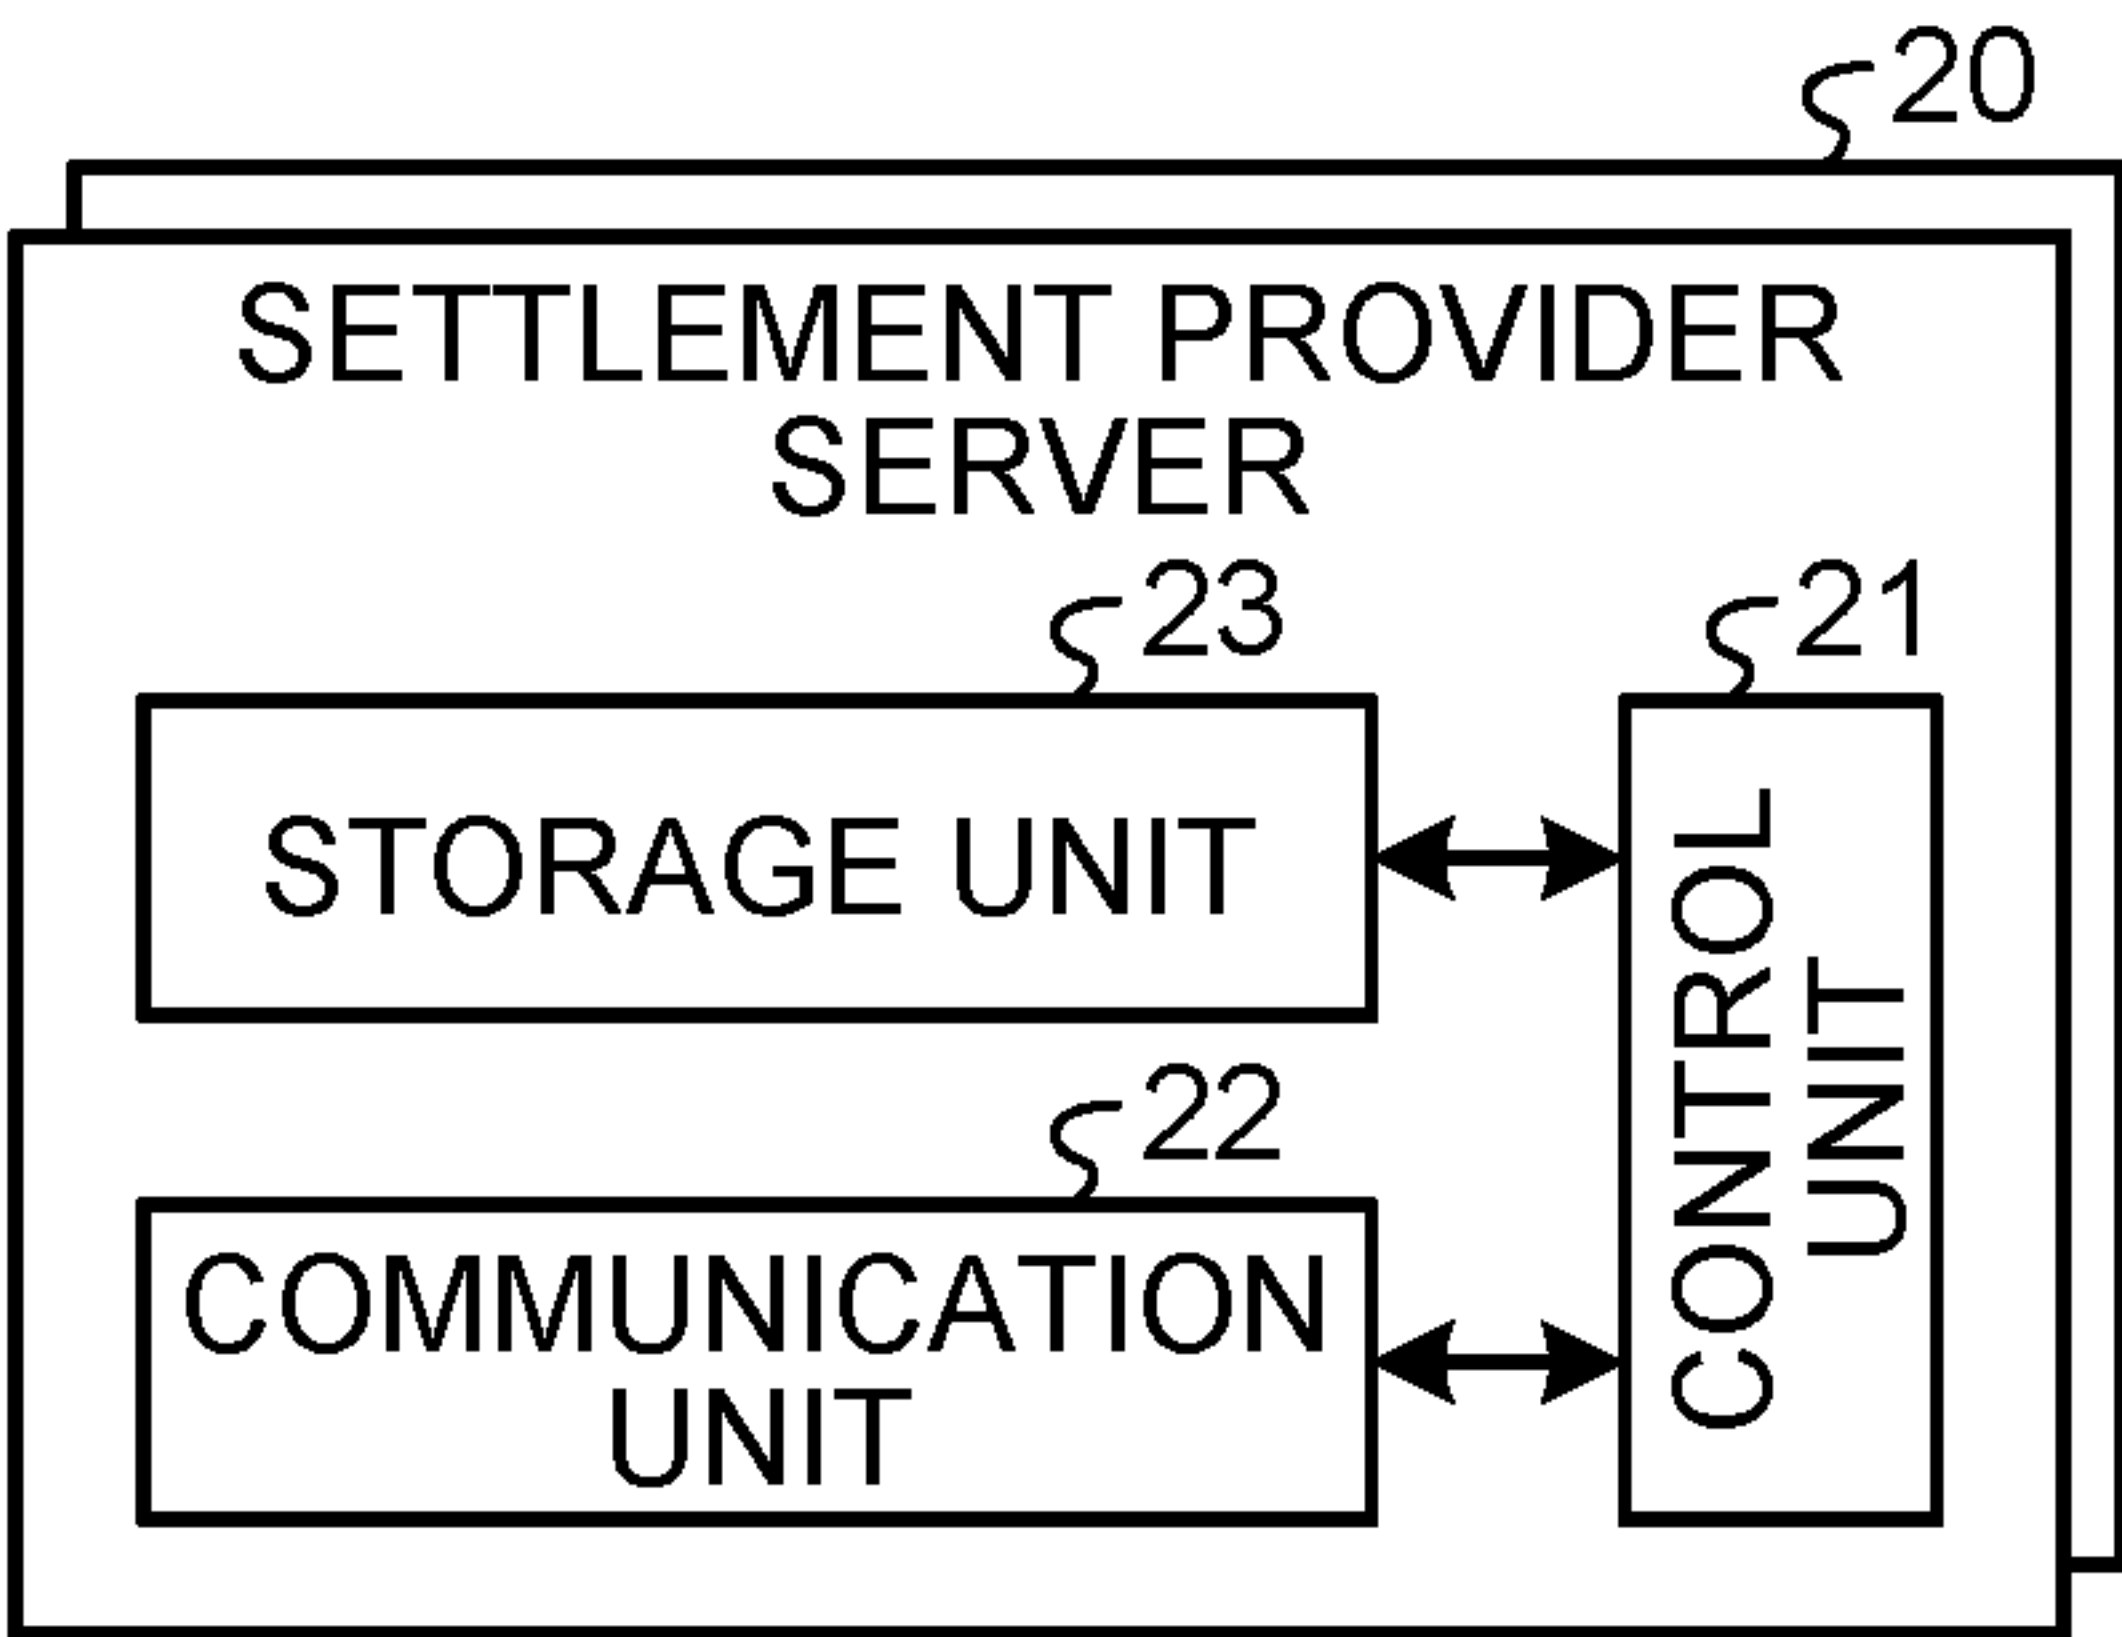 20
SETTLEMENT PROVIDER
SERVER
23
21
STORAGE UNIT
CONTROL
UNIT
22
COMMUNICATION
UNIT